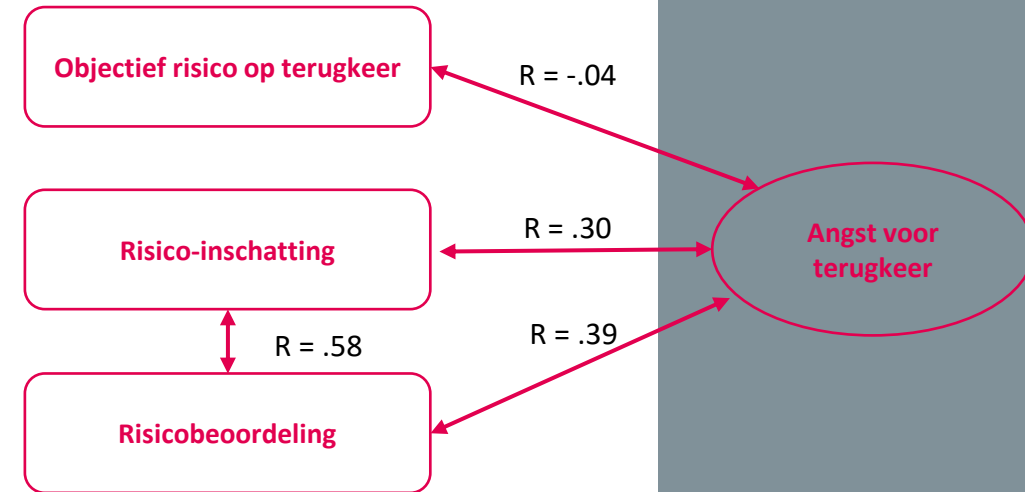 Objectief risico op terugkeer
R = -.04
Risico-inschatting
R = .30
Angst voor
terugkeer
R = .58
R = .39
Risicobeoordeling